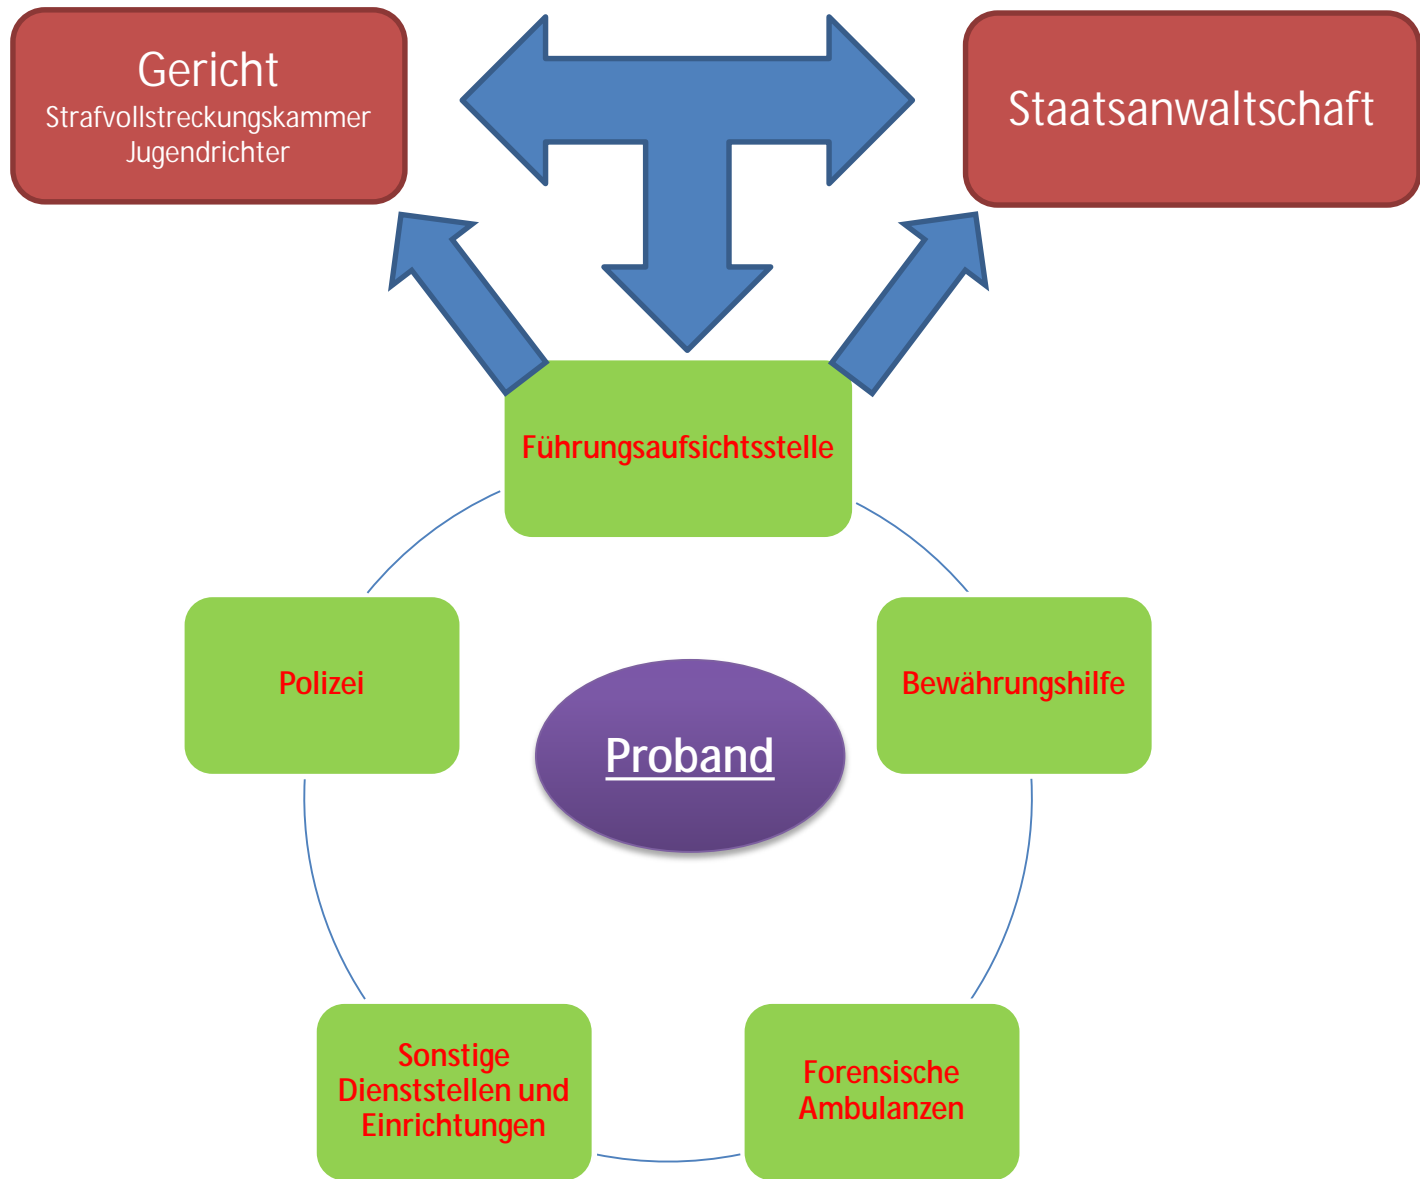 Gericht
Strafvollstreckungskammer
Jugendrichter
Staatsanwaltschaft
Führungsaufsichtsstelle
Polizei
Bewährungshilfe
Proband
Sonstige
Dienststellen und
Einrichtungen
Forensische
Ambulanzen